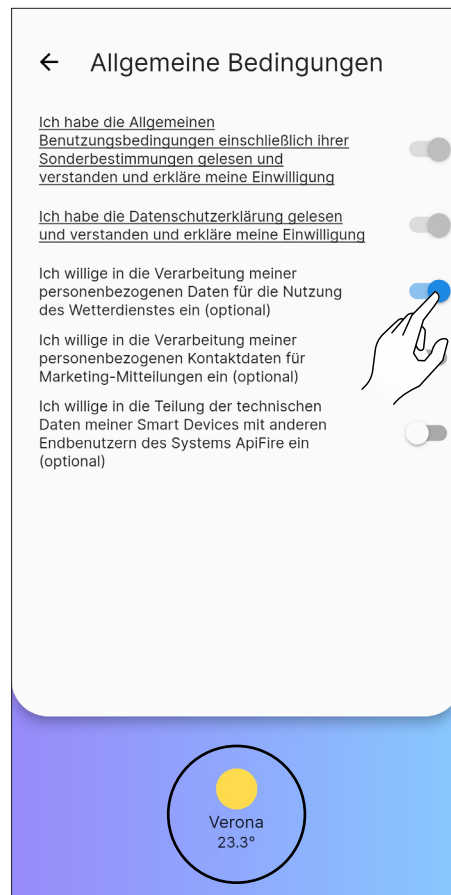 Allgemeine Bedingungen
Ich habe die Allgemeinen
Benutzungsbedingungen einschließlich ihrer
Sonderbestimmungen gelesen und
verstanden und erkläre meine Einwilligung
Ich habe die Datenschutzerklärung gelesen
und verstanden und erkläre meine Einwilligung
Ich willige in die Verarbeitung meiner
personenbezogenen Daten für die Nutzung
des Wetterdienstes ein (optional)
Ich willige in die Verarbeitung meiner
personenbezogenen Kontaktdaten für
Marketing-Mitteilungen ein (optional)
Ich willige in die Teilung der technischen
Daten meiner Smart Devices mit anderen
Endbenutzern des Systems ApiFire ein
(optional)
Verona
23.3°